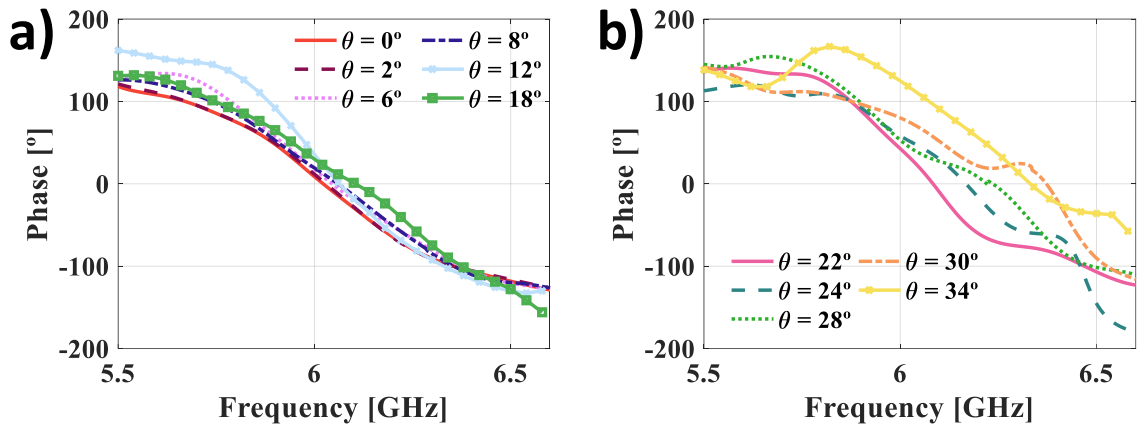 a)
200
100
0
-100
-200
Phase [º]
θ = 0º
θ = 2º
θ = 6º
θ = 8º
θ = 12º
θ = 18º
5.5
6
6.5
Frequency [GHz]
b)
200
100
0
-100
-200
Phase [º]
θ = 22º
θ = 24º
θ = 28º
θ = 30º
θ = 34º
5.5
6
6.5
Frequency [GHz]